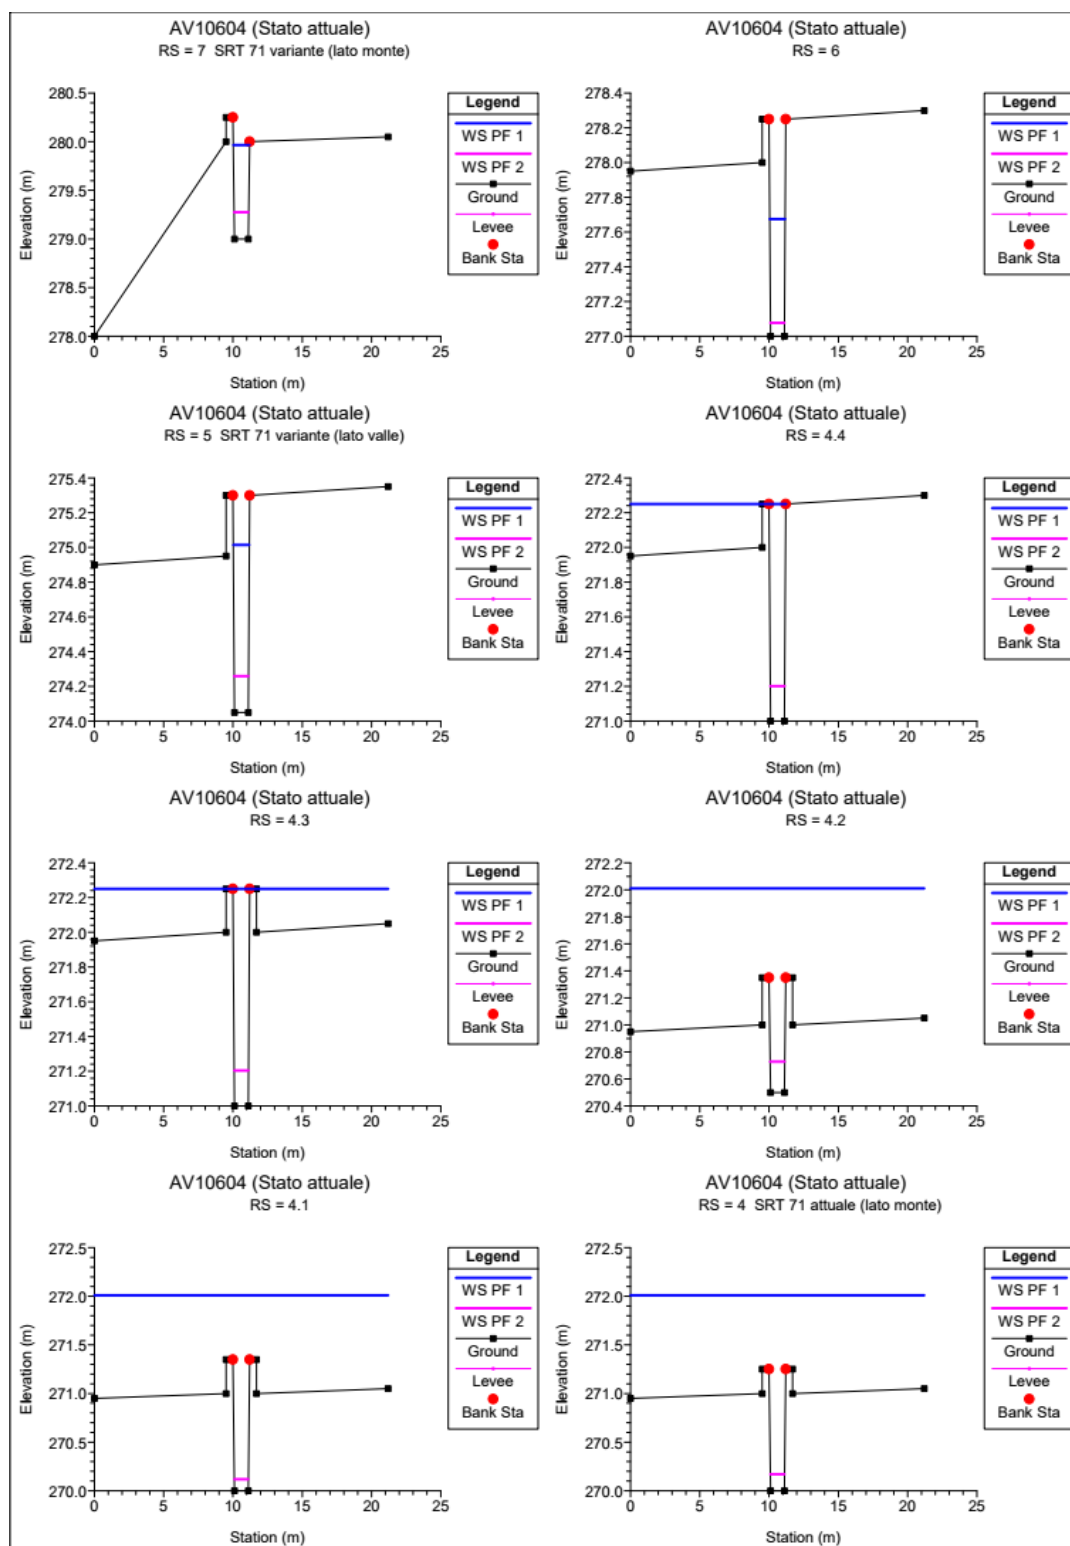 AV10604 (Stato attuale)
RS = 7 SRT 71 variante (lato monte)
280.5
280.0
279.5
279.0
278.5
278.0
0
5
10
15
20
25
Elevation (m)
Station (m)
Legend
WS PF 1
WS PF 2
Ground
Levee
Bank Sta
AV10604 (Stato attuale)
RS = 6
278.4
278.2
278.0
277.8
277.6
277.4
277.2
277.0
0
5
10
15
20
25
Elevation (m)
Station (m)
Legend
WS PF 1
WS PF 2
Ground
Levee
Bank Sta
AV10604 (Stato attuale)
RS = 5 SRT 71 variante (lato valle)
275.4
275.2
275.0
274.8
274.6
274.4
274.2
274.0
0
5
10
15
20
25
Elevation (m)
Station (m)
Legend
WS PF 1
WS PF 2
Ground
Levee
Bank Sta
AV10604 (Stato attuale)
RS = 4.4
272.4
272.2
272.0
271.8
271.6
271.4
271.2
271.0
0
5
10
15
20
25
Elevation (m)
Station (m)
Legend
WS PF 1
WS PF 2
Ground
Levee
Bank Sta
AV10604 (Stato attuale)
RS = 4.3
272.4
272.2
272.0
271.8
271.6
271.4
271.2
271.0
0
5
10
15
20
25
Elevation (m)
Station (m)
Legend
WS PF 1
WS PF 2
Ground
Levee
Bank Sta
AV10604 (Stato attuale)
RS = 4.2
272.2
272.0
271.8
271.6
271.4
271.2
271.0
270.8
270.6
270.4
0
5
10
15
20
25
Elevation (m)
Station (m)
Legend
WS PF 1
WS PF 2
Ground
Levee
Bank Sta
AV10604 (Stato attuale)
RS = 4.1
272.5
272.0
271.5
271.0
270.5
270.0
0
5
10
15
20
25
Elevation (m)
Station (m)
Legend
WS PF 1
WS PF 2
Ground
Levee
Bank Sta
AV10604 (Stato attuale)
RS = 4 SRT 71 attuale (lato monte)
272.5
272.0
271.5
271.0
270.5
270.0
0
5
10
15
20
25
Elevation (m)
Station (m)
Legend
WS PF 1
WS PF 2
Ground
Levee
Bank Sta